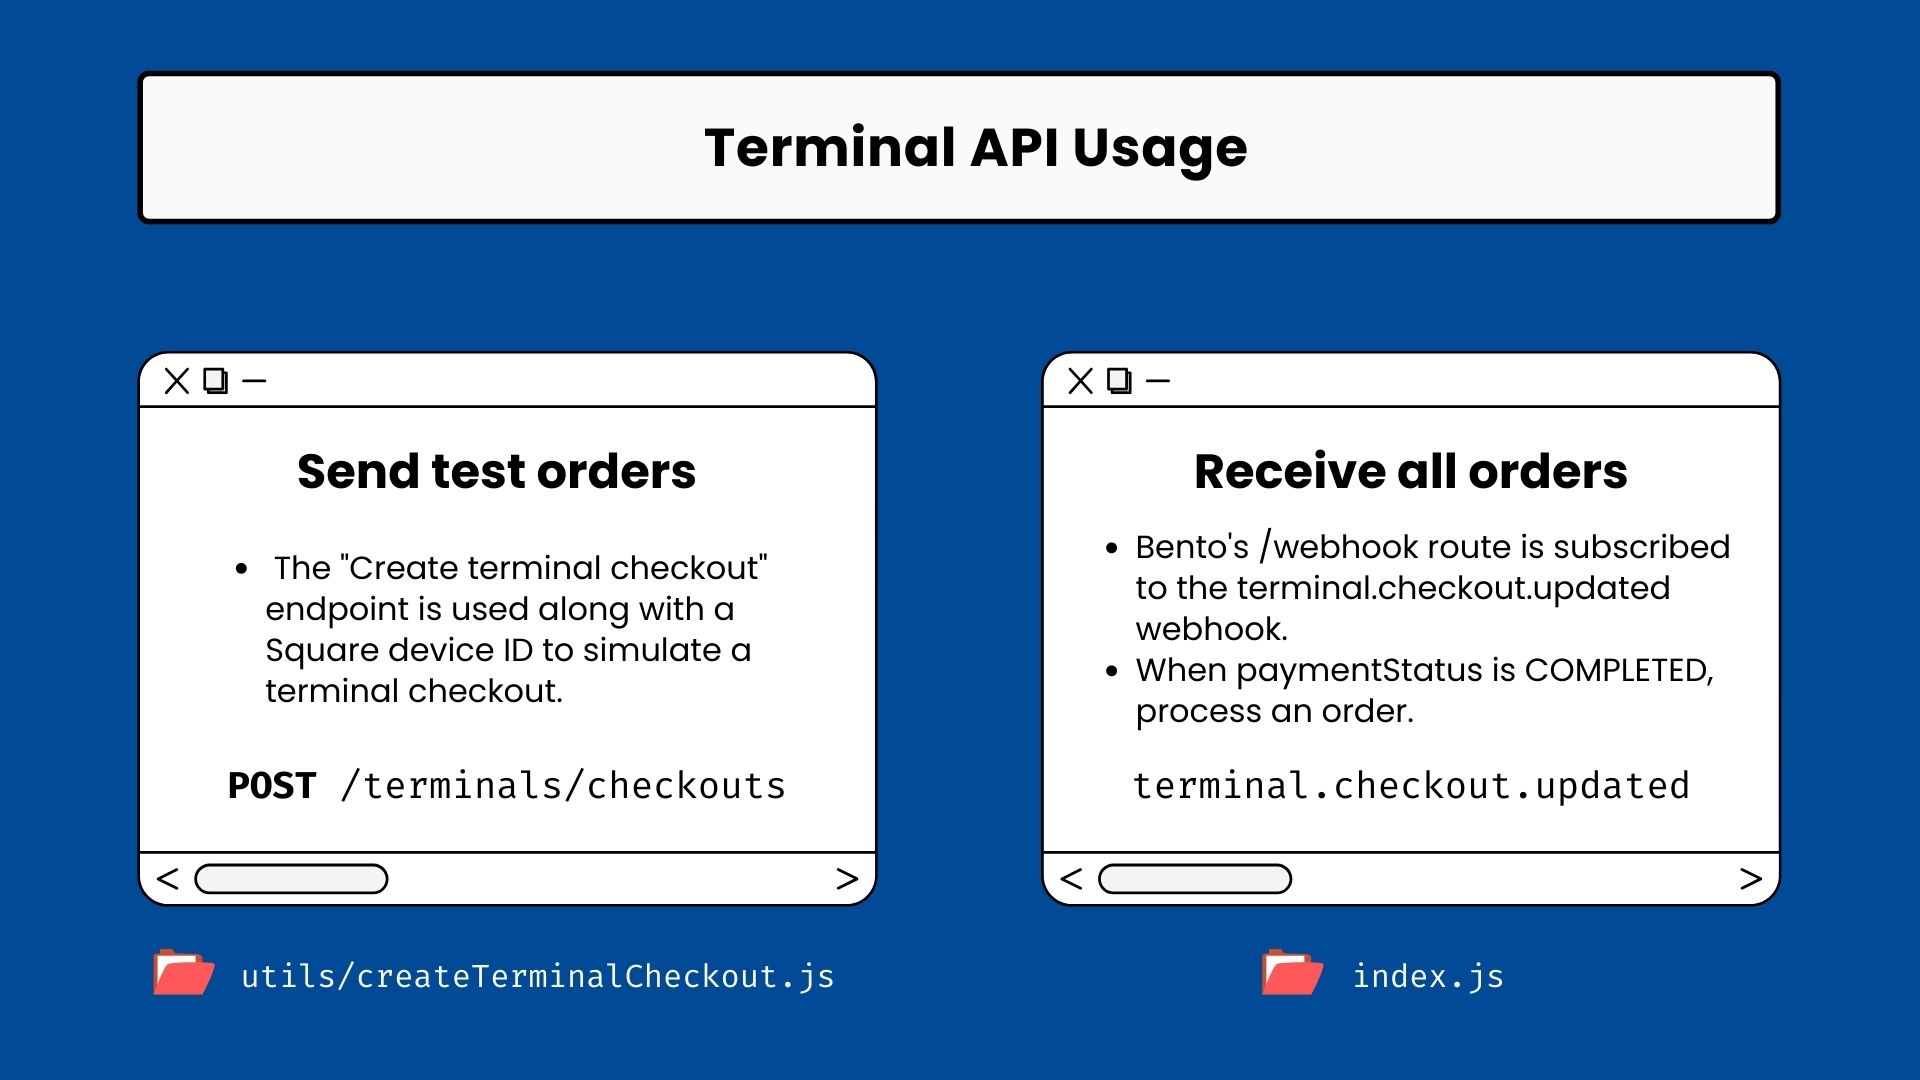 Terminal API Usage
Send test orders
• The "Create terminal checkout"
endpoint is used along with a
Square device ID to simulate a
terminal checkout.
POST /terminals/checkouts
utils/createTerminalCheckout.js
Receive all orders
• Bento's /webhook route is subscribed
to the terminal.checkout.updated
webhook.
• When paymentStatus is COMPLETED,
process an order.
terminal.checkout.updated
index.js